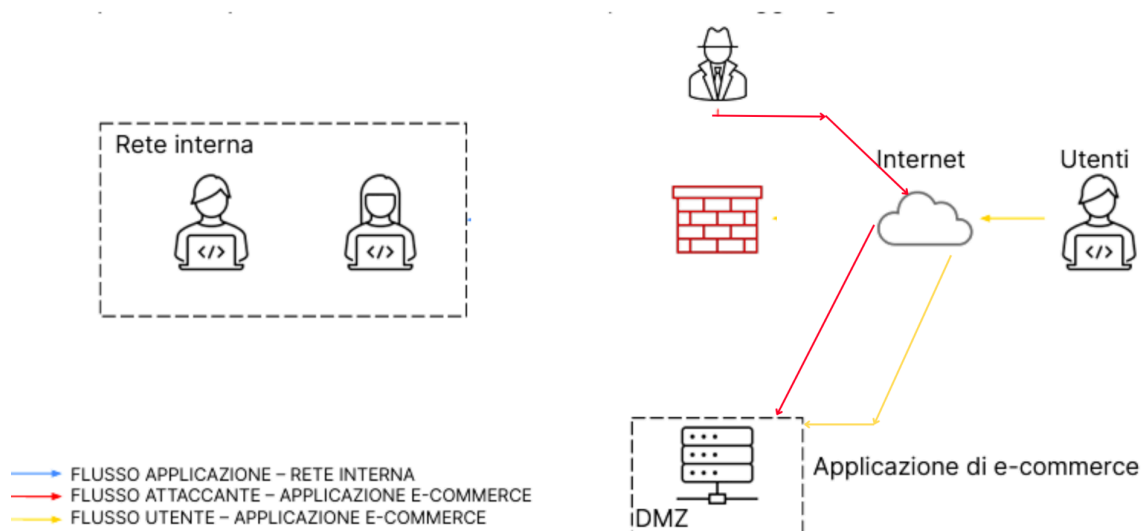 Rete interna
Internet
Utenti
Applicazione di e-commerce
DMZ
FLUSSO APPLICAZIONE – RETE INTERNA
FLUSSO ATTACCANTE – APPLICAZIONE E-COMMERCE
FLUSSO UTENTE – APPLICAZIONE E-COMMERCE